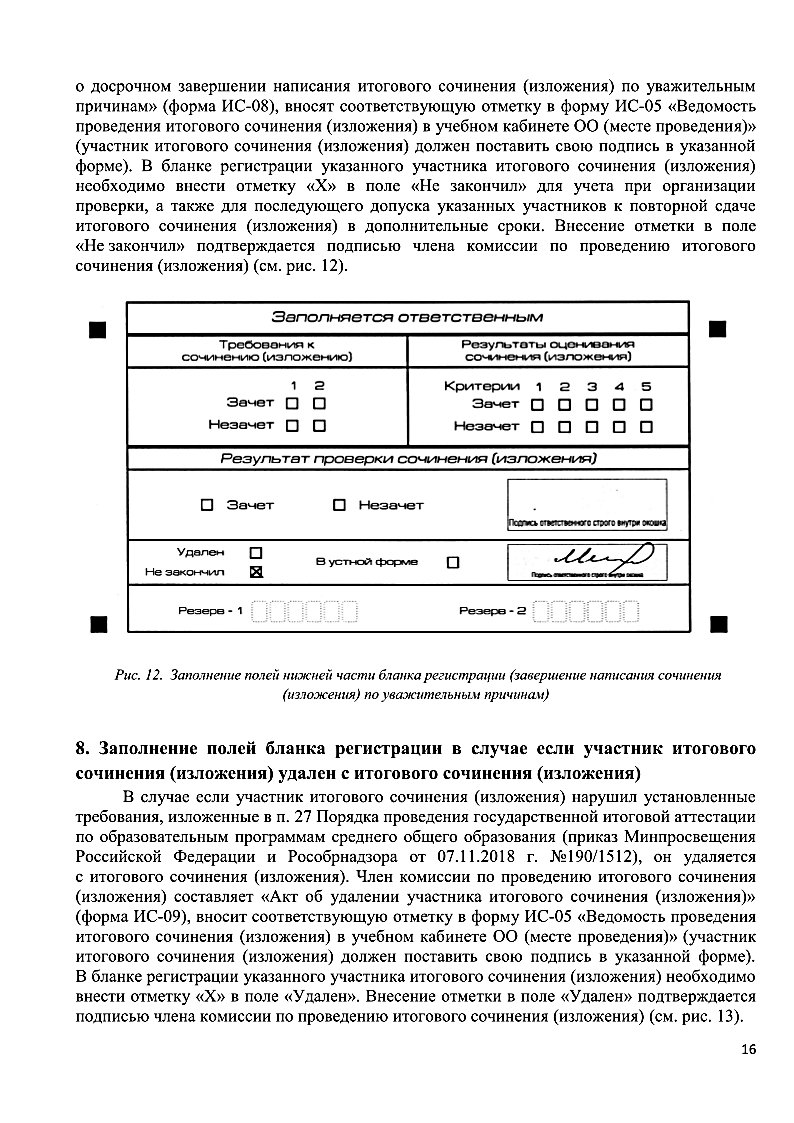 о досрочном завершении написания итогового сочинения (изложения) по уважительным
причинам» (форма ИС-08), вносят соответствующую отметку в форму ИС-05 «Ведомость
проведения итогового сочинения (изложения) в учебном кабинете ОО (месте проведения)»
(участник итогового сочинения (изложения) должен поставить свою подпись в указанной
форме). В бланке регистрации указанного участника итогового сочинения (изложения)
необходимо внести отметку «Х» в поле «Не закончил» для учета при организации
проверки, а также для последующего допуска указанных участников к повторной сдаче
итогового сочинения (изложения) в дополнительные сроки. Внесение отметки в поле
«Не закончил» подтверждается подписью члена комиссии по проведению итогового
сочинения (изложения) (см. рис. 12).
Заполняется ответственным
Требования к
сочинению (изложению)
Результаты оценивания
сочинения (изложения)
1 2
Зачет
Незачет
Критерии 1 2 3 4 5
Зачет
Незачет
Результат проверки сочинения (изложения)
Зачет Незачет
Подпись ответственного строго внутри окошка
Удален
Не закончил
В устной форме
Подпись ответственного строго внутри окошка
Резерв - 1 Резерв - 2
Рис. 12. Заполнение полей нижней части бланка регистрации (завершение написания сочинения
(изложения) по уважительным причинам)
8. Заполнение полей бланка регистрации в случае если участник итогового
сочинения (изложения) удален с итогового сочинения (изложения)
В случае если участник итогового сочинения (изложения) нарушил установленные
требования, изложенные в п. 27 Порядка проведения государственной итоговой аттестации
по образовательным программам среднего общего образования (приказ Минпросвещения
Российской Федерации и Рособрнадзора от 07.11.2018 г. №190/1512), он удаляется
с итогового сочинения (изложения). Член комиссии по проведению итогового сочинения
(изложения) составляет «Акт об удалении участника итогового сочинения (изложения)»
(форма ИС-09), вносит соответствующую отметку в форму ИС-05 «Ведомость проведения
итогового сочинения (изложения) в учебном кабинете ОО (месте проведения)» (участник
итогового сочинения (изложения) должен поставить свою подпись в указанной форме).
В бланке регистрации указанного участника итогового сочинения (изложения) необходимо
внести отметку «Х» в поле «Удален». Внесение отметки в поле «Удален» подтверждается
подписью члена комиссии по проведению итогового сочинения (изложения) (см. рис. 13).
16